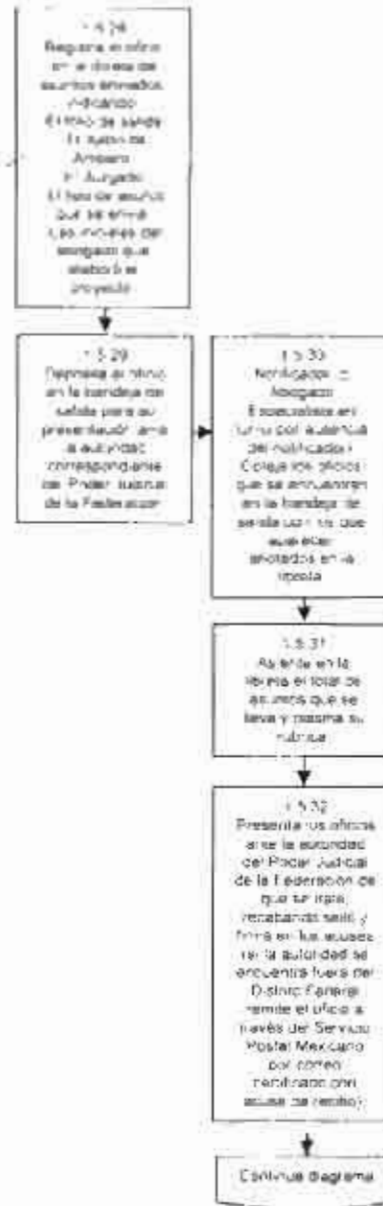 1.5.28
Registra el oficio
en la libreta de
asuntos enviados
indicando
El folio de salida
El número de
Amparo
El Juzgado
El tipo de asunto
que se envía
Las iniciales del
abogado que
elaboró el
proyecto
1.5.29
Deposita el oficio
en la bandeja de
salida para su
presentación ante
la autoridad
correspondiente
del Poder Judicial
de la Federación
1.5.30
Notificador (o
Abogado
Especialista en
turno por ausencia
del notificador)
Coteja los oficios
que se encuentran
en la bandeja de
salida con los que
aparecen
anotados en la
libreta
1.5.31
Asienta en la
libreta el total de
asuntos que se
lleva y plasma su
rúbrica
1.5.32
Presenta los oficios
ante la autoridad
del Poder Judicial
de la Federación de
que se trate,
recabando sello y
firma en los acuses
(si la autoridad se
encuentra fuera del
Distrito Federal
remite el oficio a
través del Servicio
Postal Mexicano
por correo
certificado con
acuse de recibo)
Continua diagrama